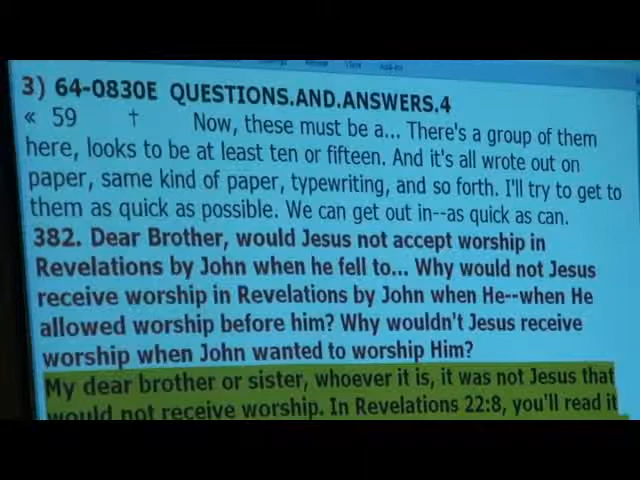 3) 64-0830E QUESTIONS.AND.ANSWERS.4
« 59 † Now, these must be a... There's a group of them
here, looks to be at least ten or fifteen. And it's all wrote out on
paper, same kind of paper, typewriting, and so forth. I'll try to get to
them as quick as possible. We can get out in--as quick as can.
382. Dear Brother, would Jesus not accept worship in
Revelations by John when he fell to... Why would not Jesus
receive worship in Revelations by John when He--when He
allowed worship before him? Why wouldn't Jesus receive
worship when John wanted to worship Him?
My dear brother or sister, whoever it is, it was not Jesus that
would not receive worship. In Revelations 22:8, you'll read it